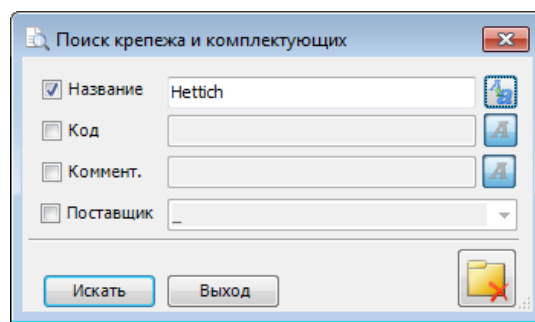 Поиск крепежа и комплектующих
Название Hettich
Код
Коммент.
Поставщик _
Искать Выход